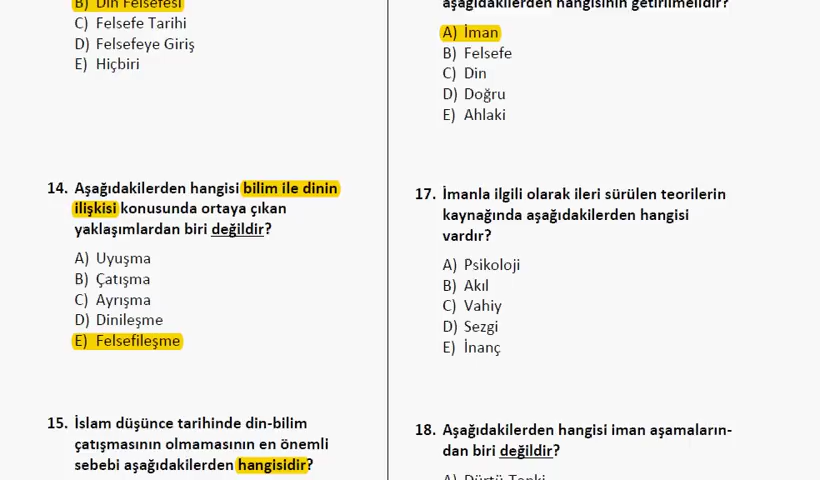 B) Din Felsefesi
C) Felsefe Tarihi
D) Felsefeye Giriş
E) Hiçbiri
14. Aşağıdakilerden hangisi bilim ile dinin
ilişkisi konusunda ortaya çıkan
yaklaşımlardan biri değildir?
A) Uyuşma
B) Çatışma
C) Ayrışma
D) Dinileşme
E) Felsefileşme
15. İslam düşünce tarihinde din-bilim
çatışmasının olmamasının en önemli
sebebi aşağıdakilerden hangisidir?
aşağıdakilerden hangisinin getirilmelidir?
A) İman
B) Felsefe
C) Din
D) Doğru
E) Ahlaki
17. İmanla ilgili olarak ileri sürülen teorilerin
kaynağında aşağıdakilerden hangisi
vardır?
A) Psikoloji
B) Akıl
C) Vahiy
D) Sezgi
E) İnanç
18. Aşağıdakilerden hangisi iman aşamaların-
dan biri değildir?
A) Dürtü Tepki